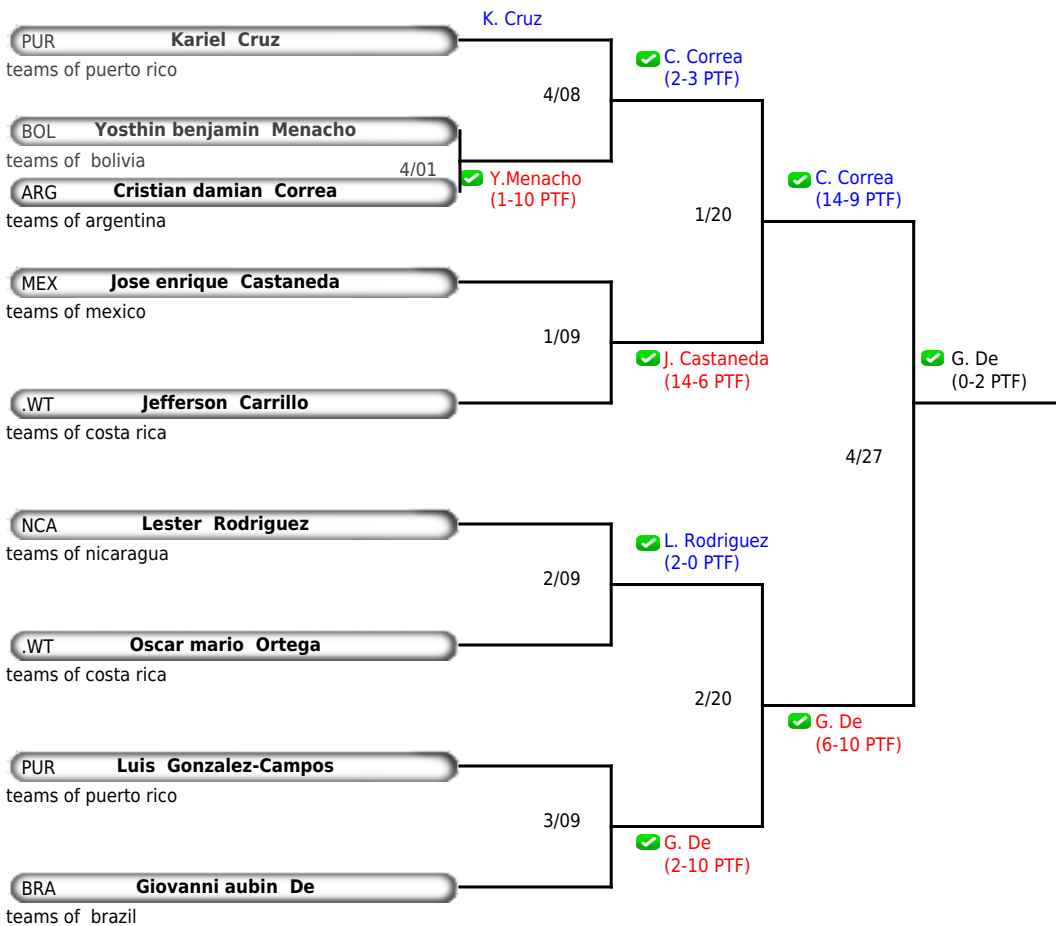 K. Cruz
PUR Kariel Cruz
teams of puerto rico
C. Correa
(2-3 PTF)
4/08
BOL Yosthin benjamin Menacho
teams of bolivia
4/01
Y.Menacho
(1-10 PTF)
ARG Cristian damian Correa
teams of argentina
C. Correa
(14-9 PTF)
1/20
MEX Jose enrique Castaneda
teams of mexico
1/09
J. Castaneda
(14-6 PTF)
G. De
(0-2 PTF)
.WT Jefferson Carrillo
teams of costa rica
4/27
NCA Lester Rodriguez
teams of nicaragua
L. Rodriguez
(2-0 PTF)
2/09
.WT Oscar mario Ortega
teams of costa rica
2/20
G. De
(6-10 PTF)
PUR Luis Gonzalez-Campos
teams of puerto rico
3/09
G. De
(2-10 PTF)
BRA Giovanni aubin De
teams of brazil